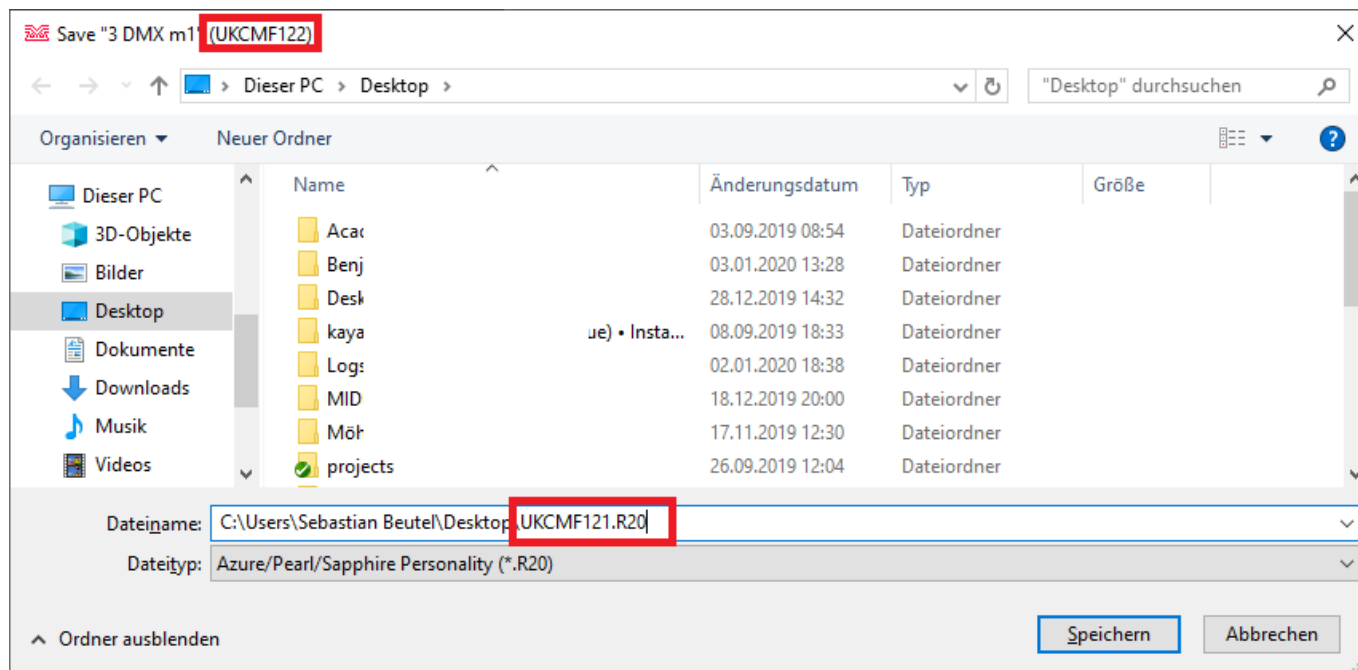 Save "3 DMX m1" (UKCMF122)
Dieser PC > Desktop >
"Desktop" durchsuchen
Organisieren Neuer Ordner
Dieser PC
3D-Objekte
Bilder
Desktop
Dokumente
Downloads
Musik
Videos
Name Änderungsdatum Typ Größe
03.09.2019 08:54 Dateiordner
03.01.2020 13:28 Dateiordner
28.12.2019 14:32 Dateiordner
kaya ue) • Insta... 08.09.2019 18:33 Dateiordner
Logs 02.01.2020 18:38 Dateiordner
MID 18.12.2019 20:00 Dateiordner
17.11.2019 12:30 Dateiordner
projects 26.09.2019 12:04 Dateiordner
Dateiname: C:\Users\Sebastian Beutel\Desktop\UKCMF121.R20
Dateityp: Azure/Pearl/Sapphire Personality (*.R20)
Ordner ausblenden
Speichern Abbrechen